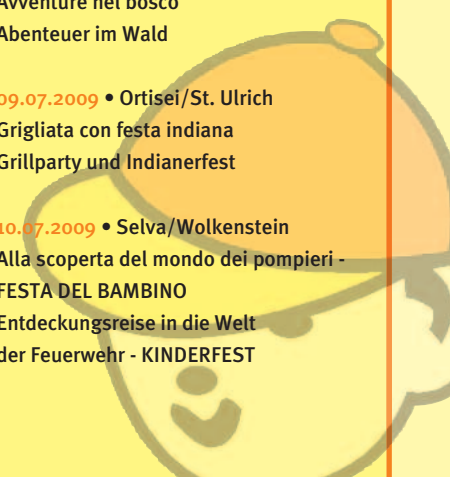 Avventure nel bosco
Abenteuer im Wald
09.07.2009 • Ortisei/St. Ulrich
Grigliata con festa indiana
Grillparty und Indianerfest
10.07.2009 • Selva/Wolkenstein
Alla scoperta del mondo dei pompieri -
FESTA DEL BAMBINO
Entdeckungsreise in die Welt
der Feuerwehr - KINDERFEST